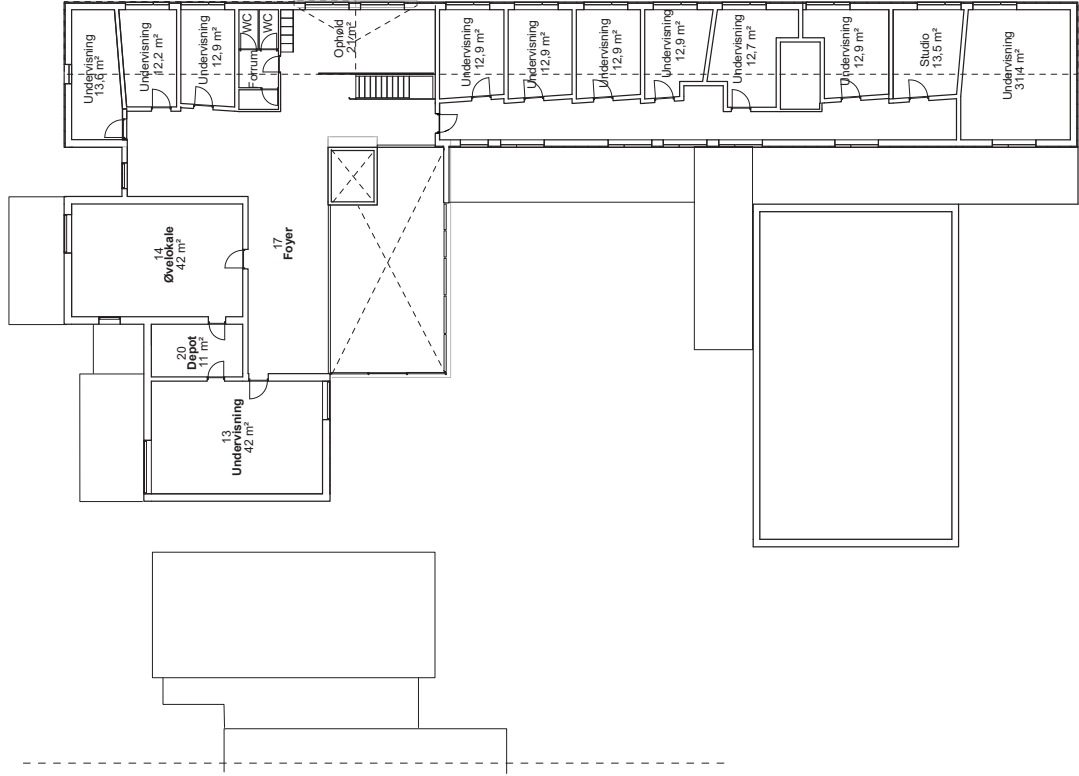 Undervisning
13,6 m²
Undervisning
12,2 m²
Undervisning
12,9 m²
WC
WC
Forrum
Ophold
21 m²
Undervisning
12,9 m²
Undervisning
12,9 m²
Undervisning
12,9 m²
Undervisning
12,9 m²
Undervisning
12,7 m²
Undervisning
12,9 m²
Studio
13,5 m²
Undervisning
31,4 m²
14
Øvelokale
42 m²
17
Foyer
20
Depot
11 m²
13
Undervisning
42 m²